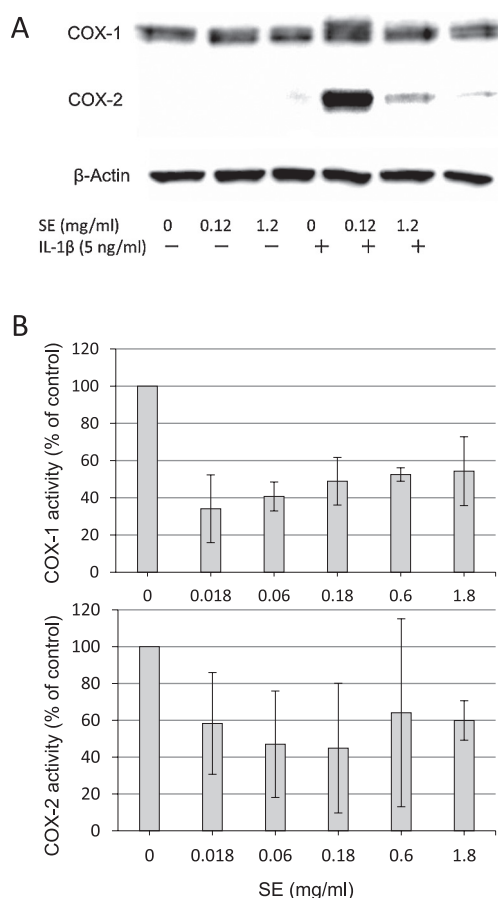 A
COX-1
COX-2
β-Actin
SE (mg/ml) 0 0.12 1.2 0 0.12 1.2
IL-1β (5 ng/ml) − − − + + +
B
COX-1 activity (% of control)
120
100
80
60
40
20
0
0 0.018 0.06 0.18 0.6 1.8
COX-2 activity (% of control)
120
100
80
60
40
20
0
0 0.018 0.06 0.18 0.6 1.8
SE (mg/ml)